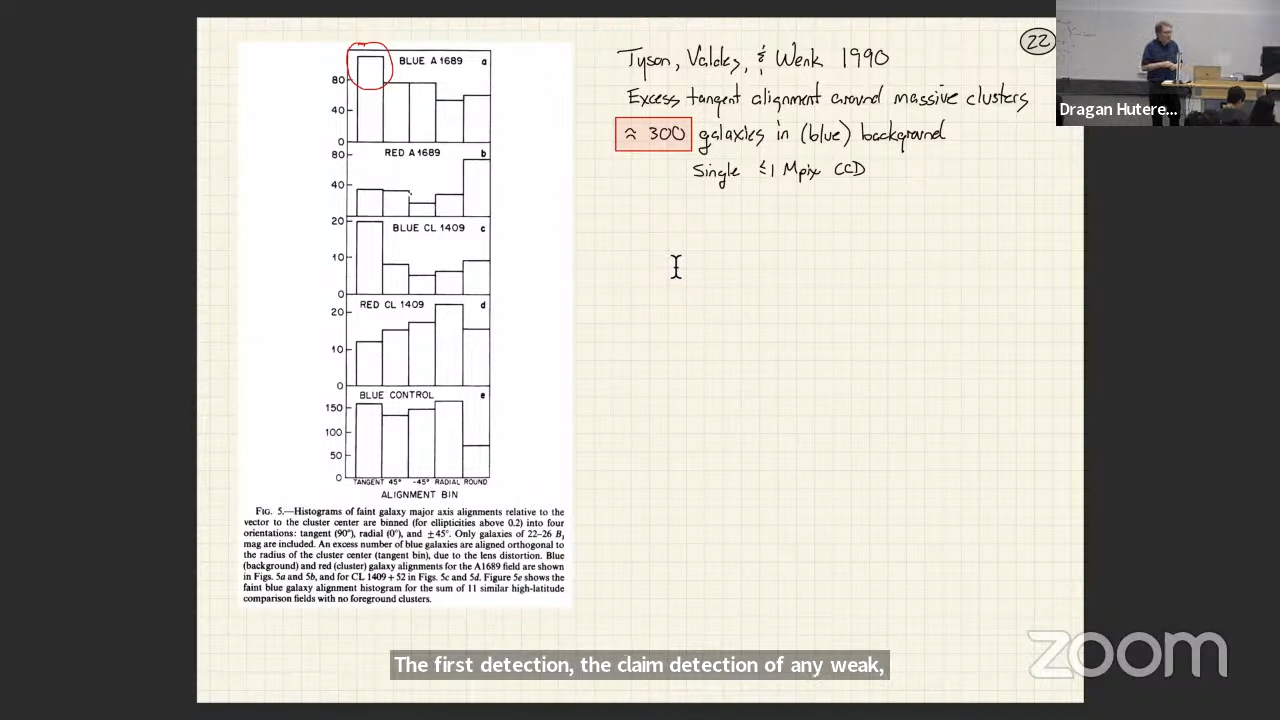 22
Tyson, Valdes, & Wenk 1990
Excess tangent alignment around massive clusters
≈ 300 galaxies in (blue) background
Single ≲1 Mpix CCD
Dragan Hutere...
BLUE A 1689 a
80
40
0
RED A 1689 b
80
40
20
BLUE CL 1409 c
10
0
RED CL 1409 d
20
10
0
BLUE CONTROL e
150
100
50
0
TANGENT 45° -45° RADIAL ROUND
ALIGNMENT BIN
FIG. 5.—Histograms of faint galaxy major axis alignments relative to the
vector to the cluster center are binned (for ellipticities above 0.2) into four
orientations: tangent (90°), radial (0°), and ±45°. Only galaxies of 22–26 BJ
mag are included. An excess number of blue galaxies are aligned orthogonal to
the radius of the cluster center (tangent bin), due to the lens distortion. Blue
(background) and red (cluster) galaxy alignments for the A1689 field are shown
in Figs. 5a and 5b, and for CL 1409 + 52 in Figs. 5c and 5d. Figure 5e shows the
faint blue galaxy alignment histogram for the sum of 11 similar high-latitude
comparison fields with no foreground clusters.
zoom
The first detection, the claim detection of any weak,